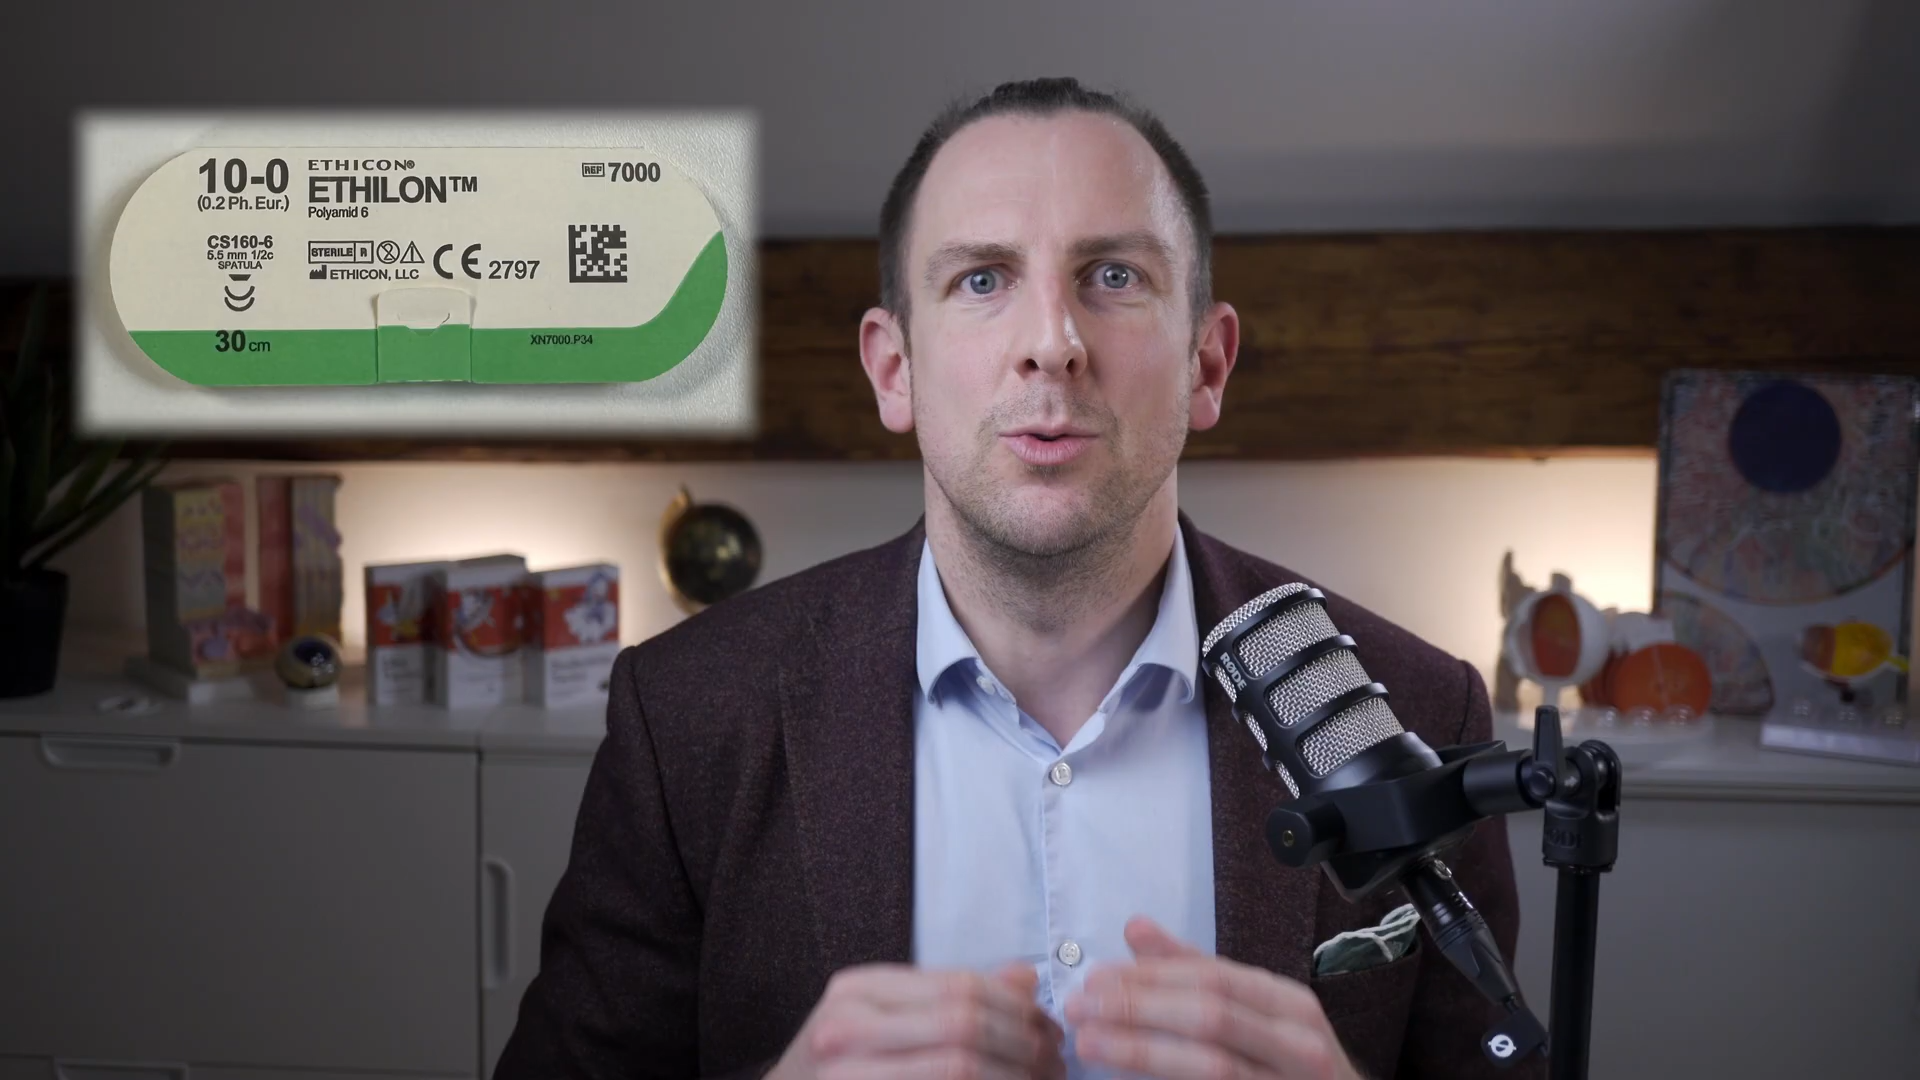 10-0
(0.2 Ph. Eur.)
ETHICON®
ETHILON™
Polyamid 6
REF 7000
CS160-6
5.5 mm 1/2c
SPATULA
STERILE R
ETHICON, LLC
CE 2797
30 cm
XN7000.P34
RØDE